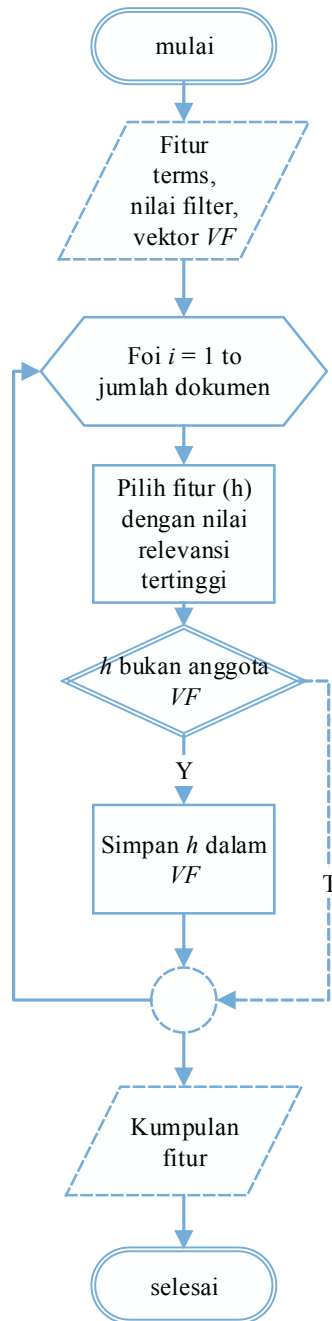 mulai
Fitur
terms,
nilai filter,
vektor VF
Foi i = 1 to
jumlah dokumen
Pilih fitur (h)
dengan nilai
relevansi
tertinggi
h bukan anggota
VF
Y
Simpan h dalam
VF
T
Kumpulan
fitur
selesai